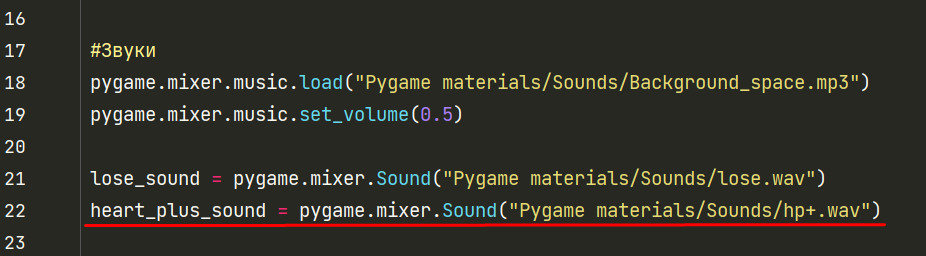 16
17 #Звуки
18 pygame.mixer.music.load("Pygame materials/Sounds/Background_space.mp3")
19 pygame.mixer.music.set_volume(0.5)
20
21 lose_sound = pygame.mixer.Sound("Pygame materials/Sounds/lose.wav")
22 heart_plus_sound = pygame.mixer.Sound("Pygame materials/Sounds/hp+.wav")
23